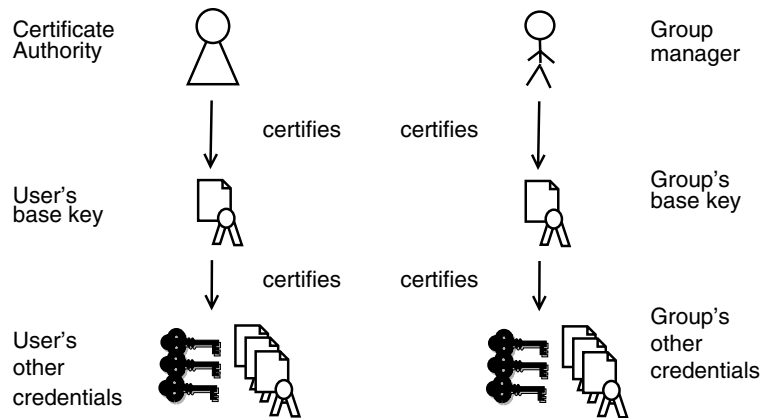 Certificate
Authority
Group
manager
certifies
certifies
User's
base key
Group's
base key
certifies
certifies
User's
other
credentials
Group's
other
credentials